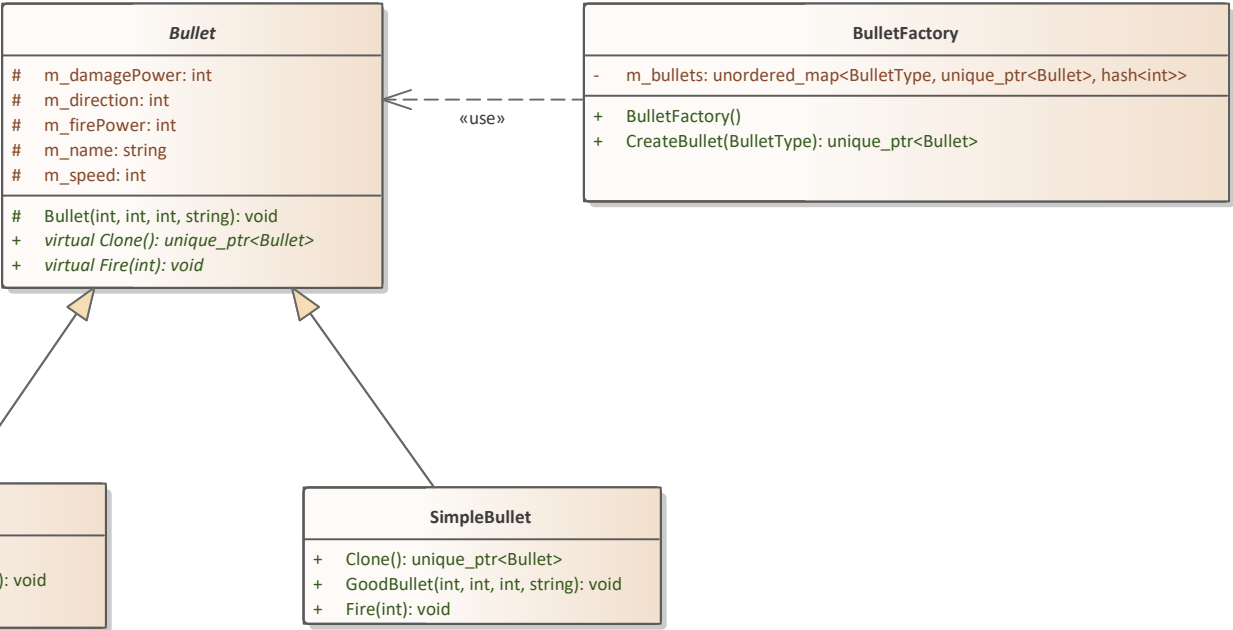 Bullet
# m_damagePower: int
# m_direction: int
# m_firePower: int
# m_name: string
# m_speed: int
# Bullet(int, int, int, string): void
+ virtual Clone(): unique_ptr<Bullet>
+ virtual Fire(int): void
«use»
BulletFactory
- m_bullets: unordered_map<BulletType, unique_ptr<Bullet>, hash<int>>
+ BulletFactory()
+ CreateBullet(BulletType): unique_ptr<Bullet>
): void
SimpleBullet
+ Clone(): unique_ptr<Bullet>
+ GoodBullet(int, int, int, string): void
+ Fire(int): void